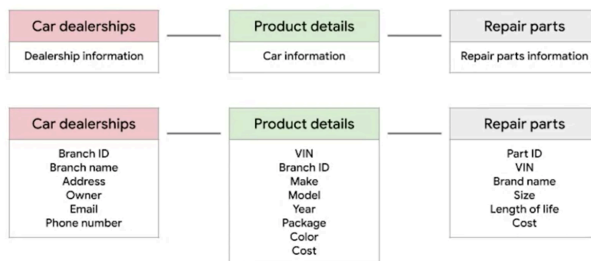 Car dealerships
Dealership information
Product details
Car information
Repair parts
Repair parts information
Car dealerships
Branch ID
Branch name
Address
Owner
Email
Phone number
Product details
VIN
Branch ID
Make
Model
Year
Package
Color
Cost
Repair parts
Part ID
VIN
Brand name
Size
Length of life
Cost